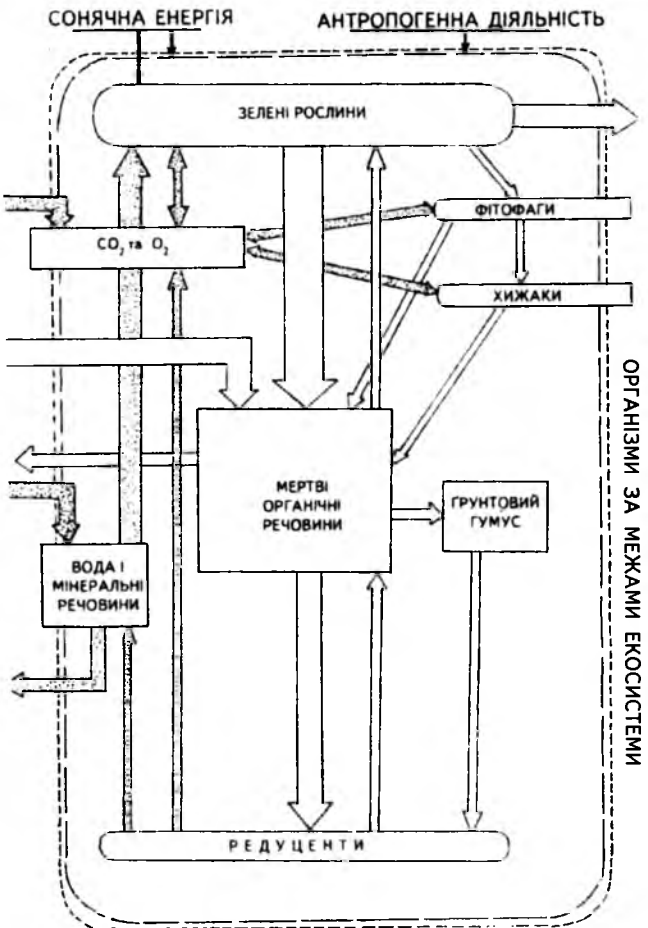 СОНЯЧНА ЕНЕРГІЯ
АНТРОПОГЕННА ДІЯЛЬНІСТЬ
ЗЕЛЕНІ РОСЛИНИ
ФІТОФАГИ
CO₂ та O₂
ХИЖАКИ
ОРГАНІЗМИ ЗА МЕЖАМИ ЕКОСИСТЕМИ
МЕРТВІ
ОРГАНІЧНІ
РЕЧОВИНИ
ҐРУНТОВИЙ
ГУМУС
ВОДА І
МІНЕРАЛЬНІ
РЕЧОВИНИ
РЕДУЦЕНТИ